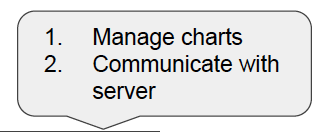 1. Manage charts
2. Communicate with
server